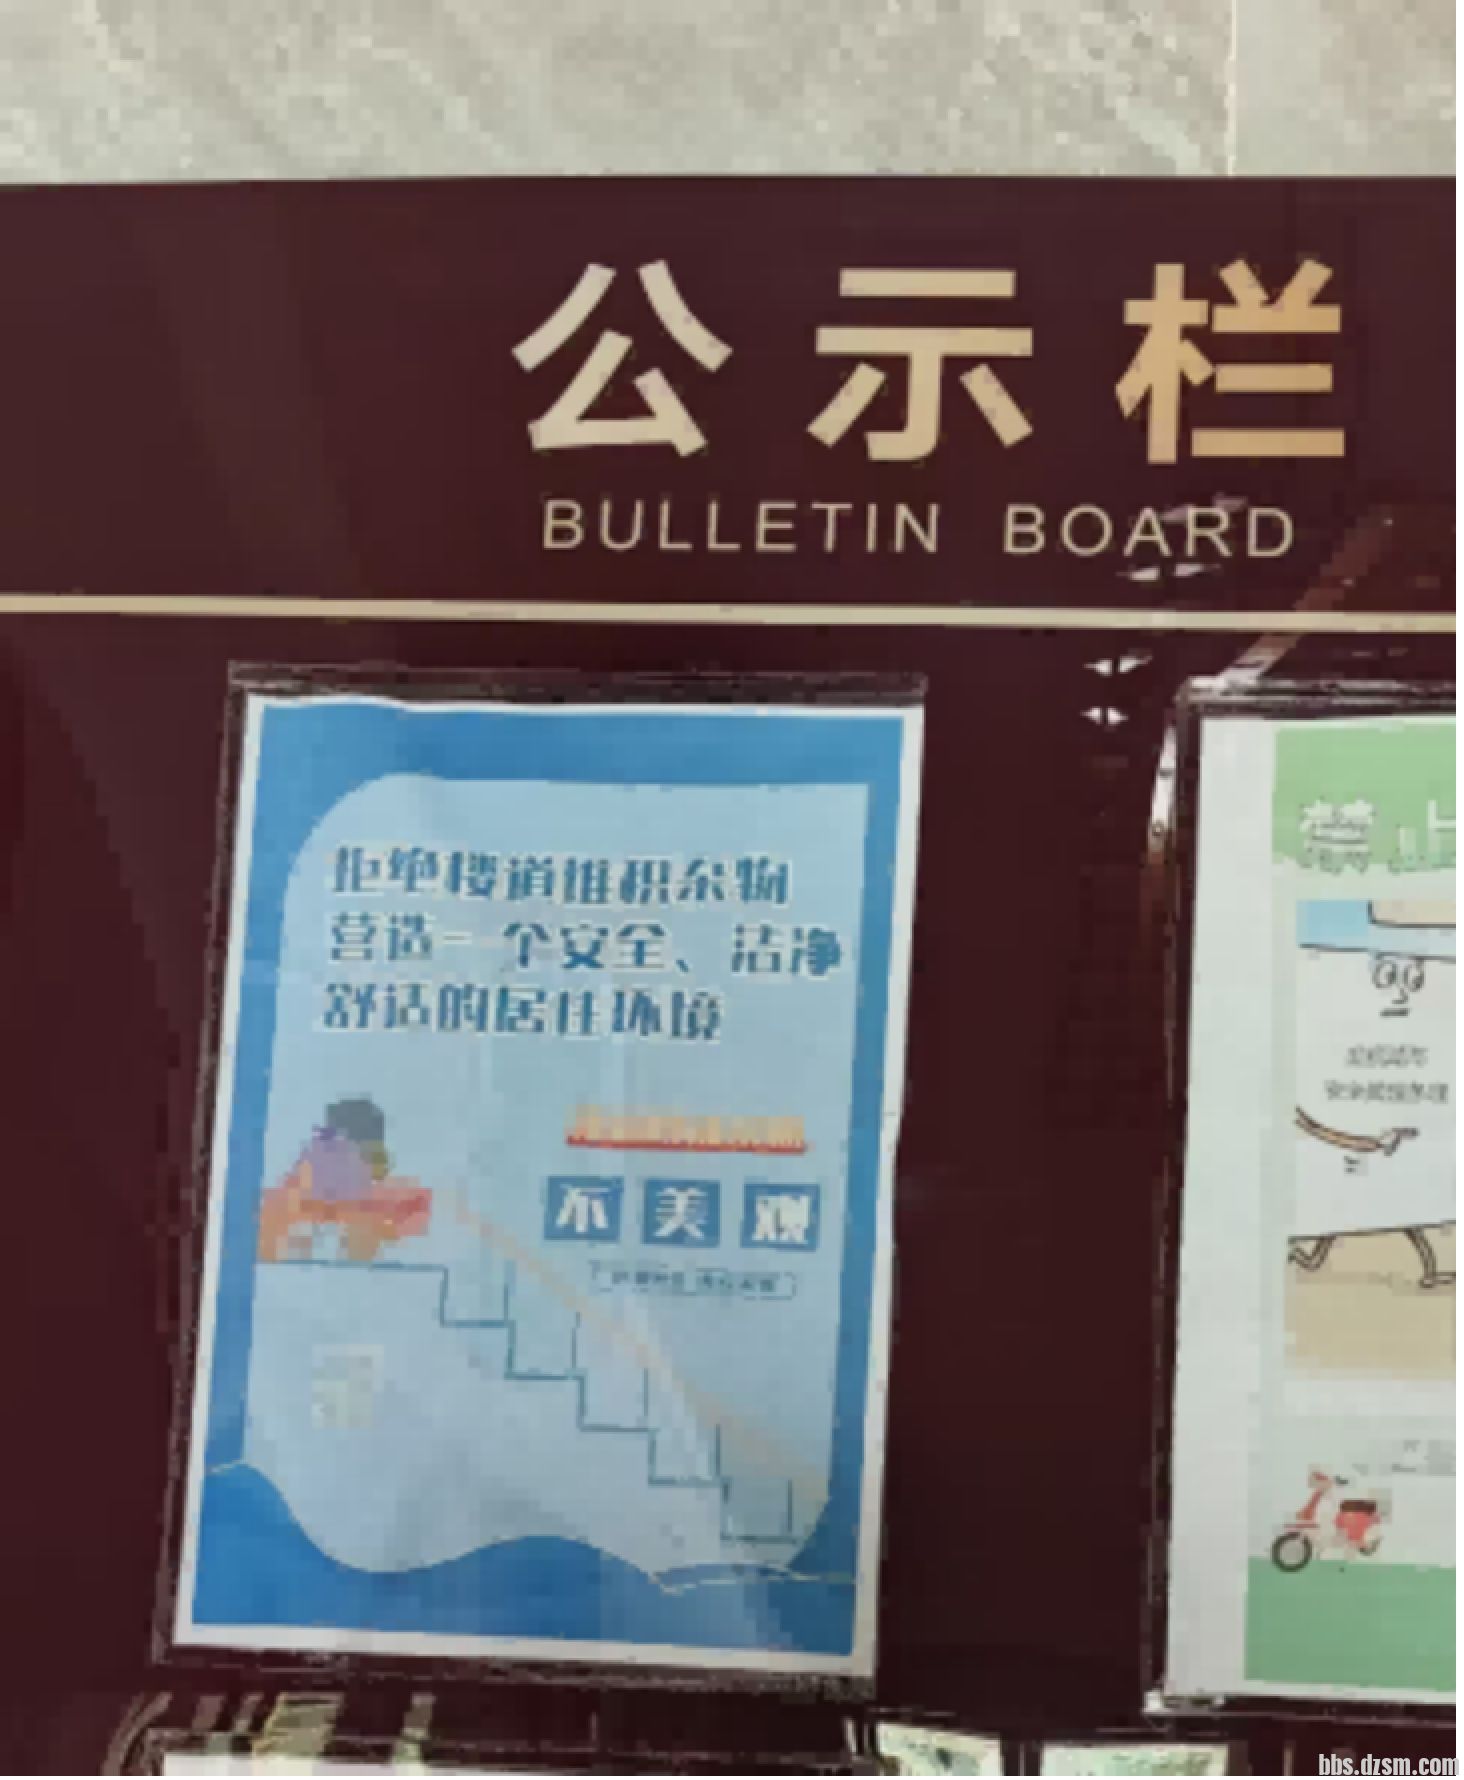 公示栏
BULLETIN BOARD
拒绝楼道堆积杂物
营造一个安全、洁净
舒适的居住环境
不美观
bbs.dzsm.com